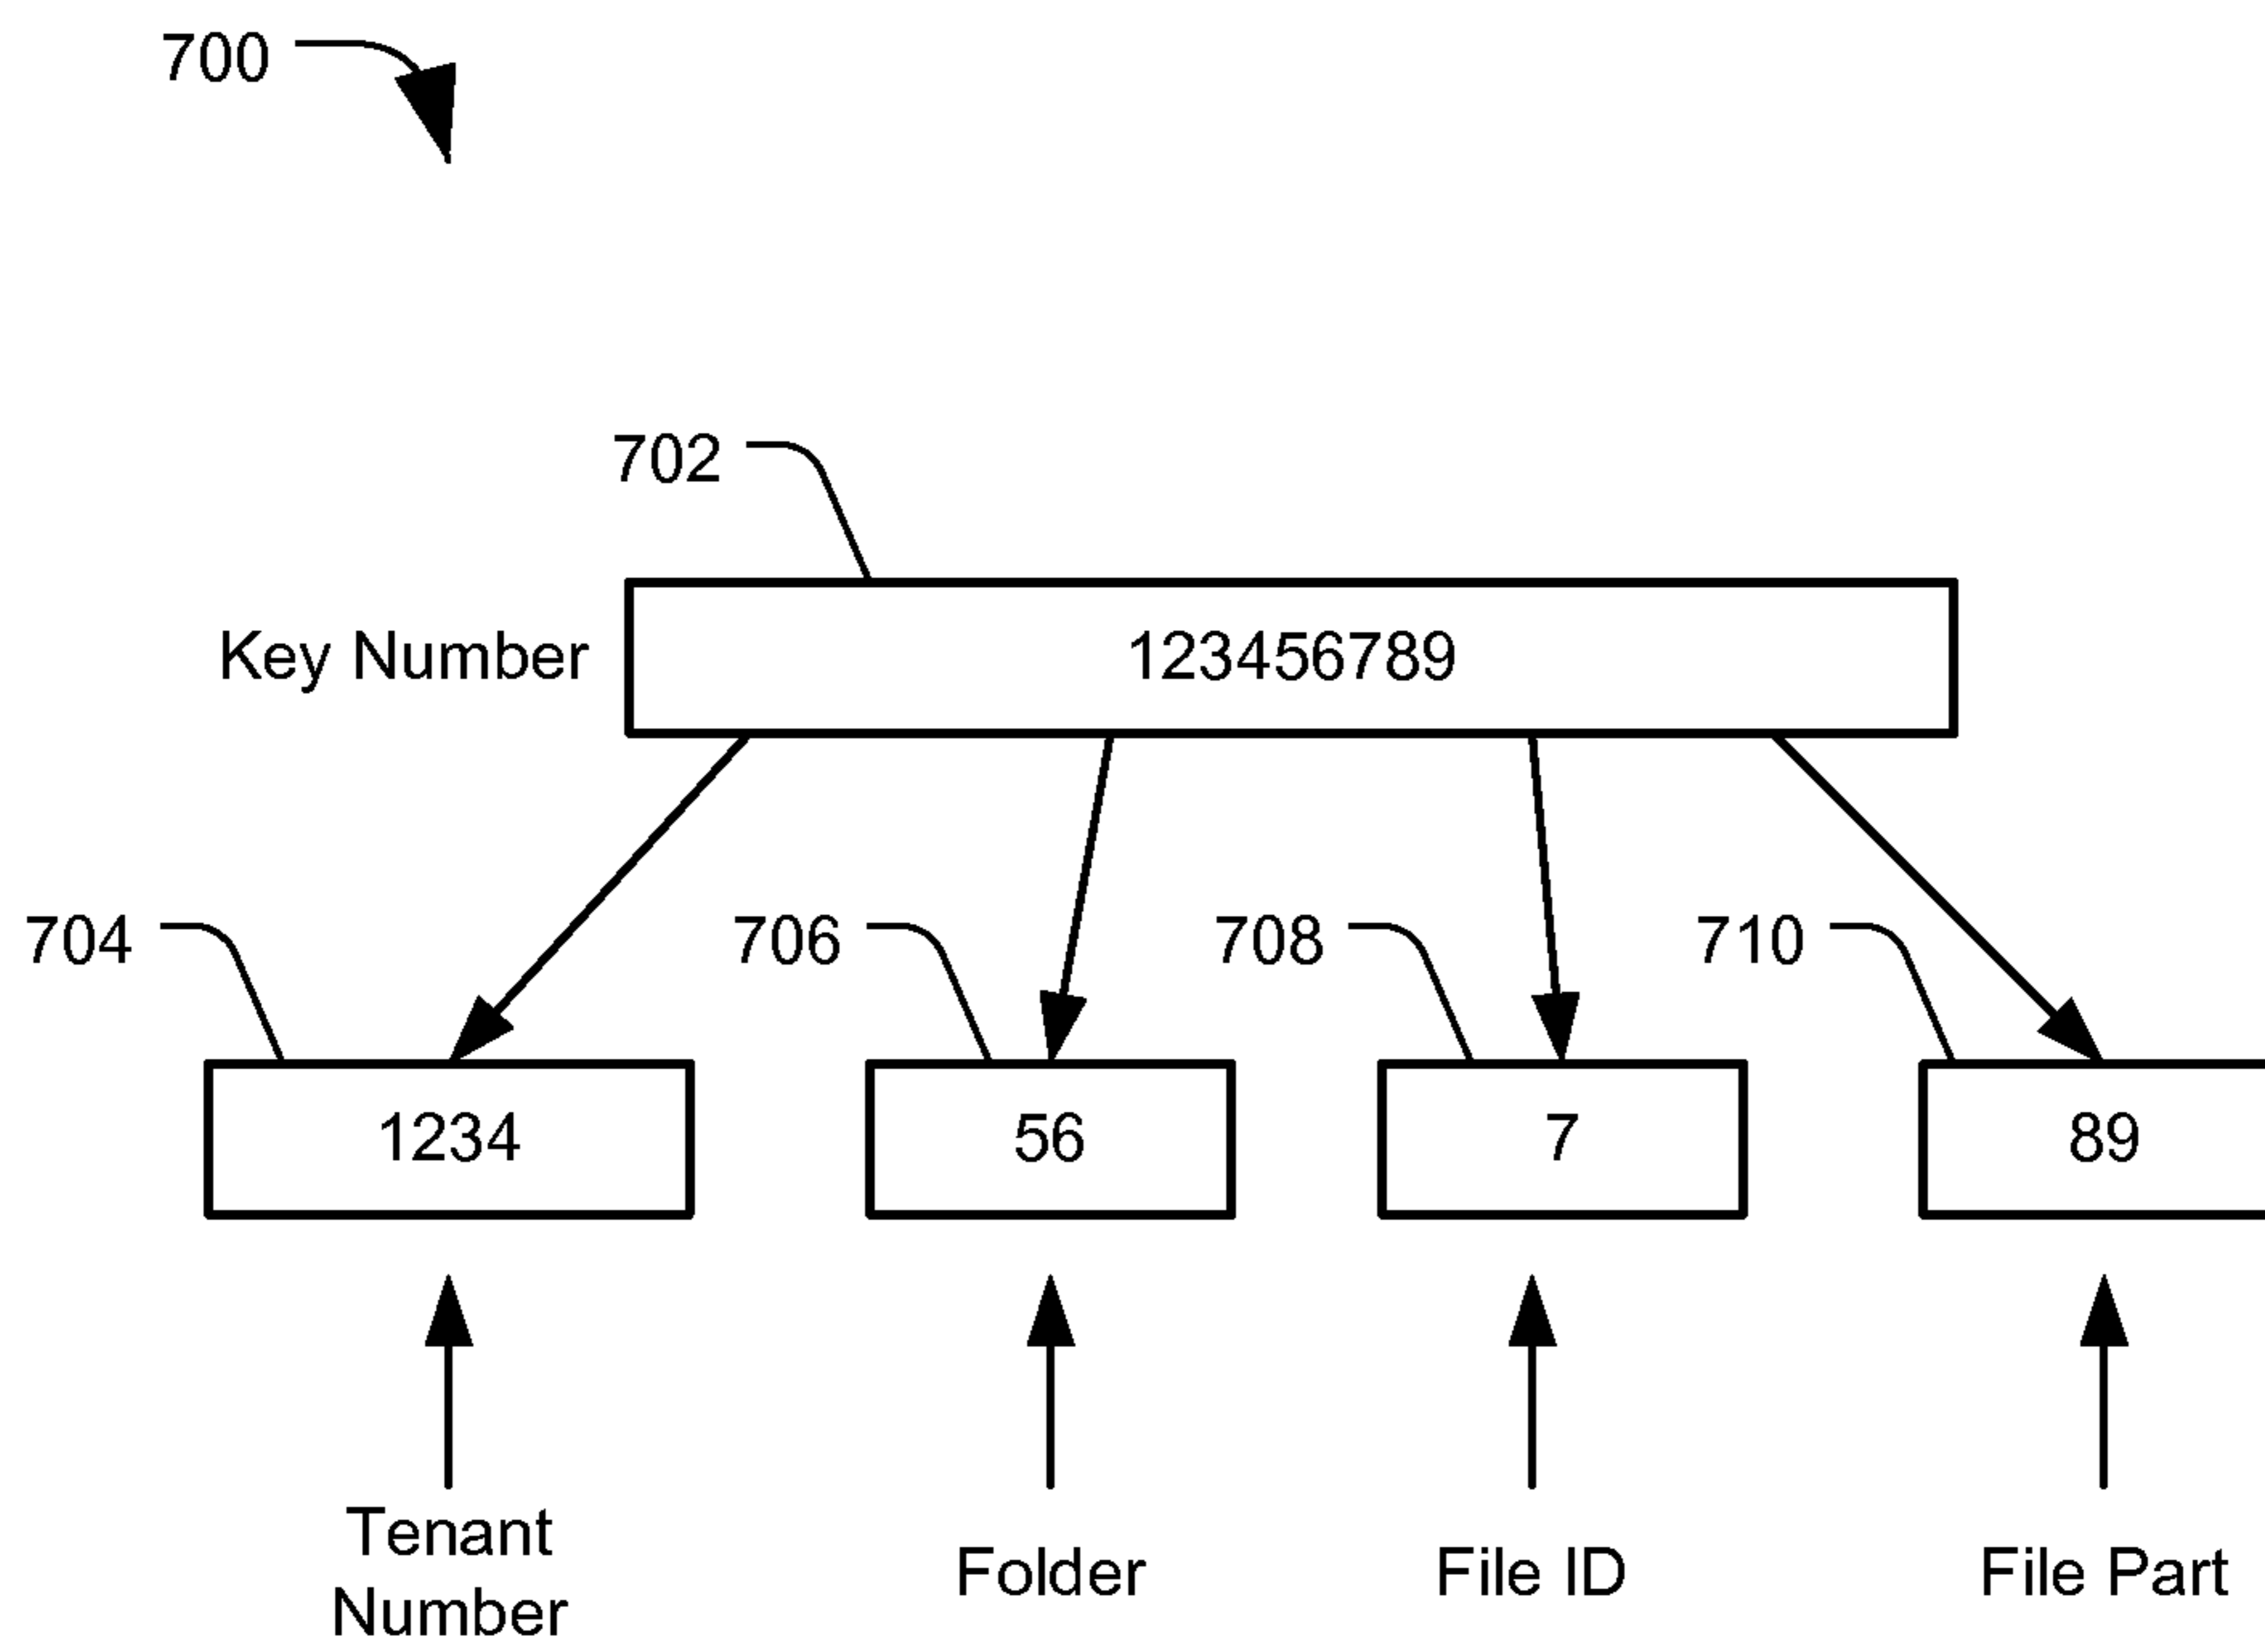 700
702
Key Number
123456789
704
706
708
710
1234
56
7
89
Tenant
Number
Folder
File ID
File Part